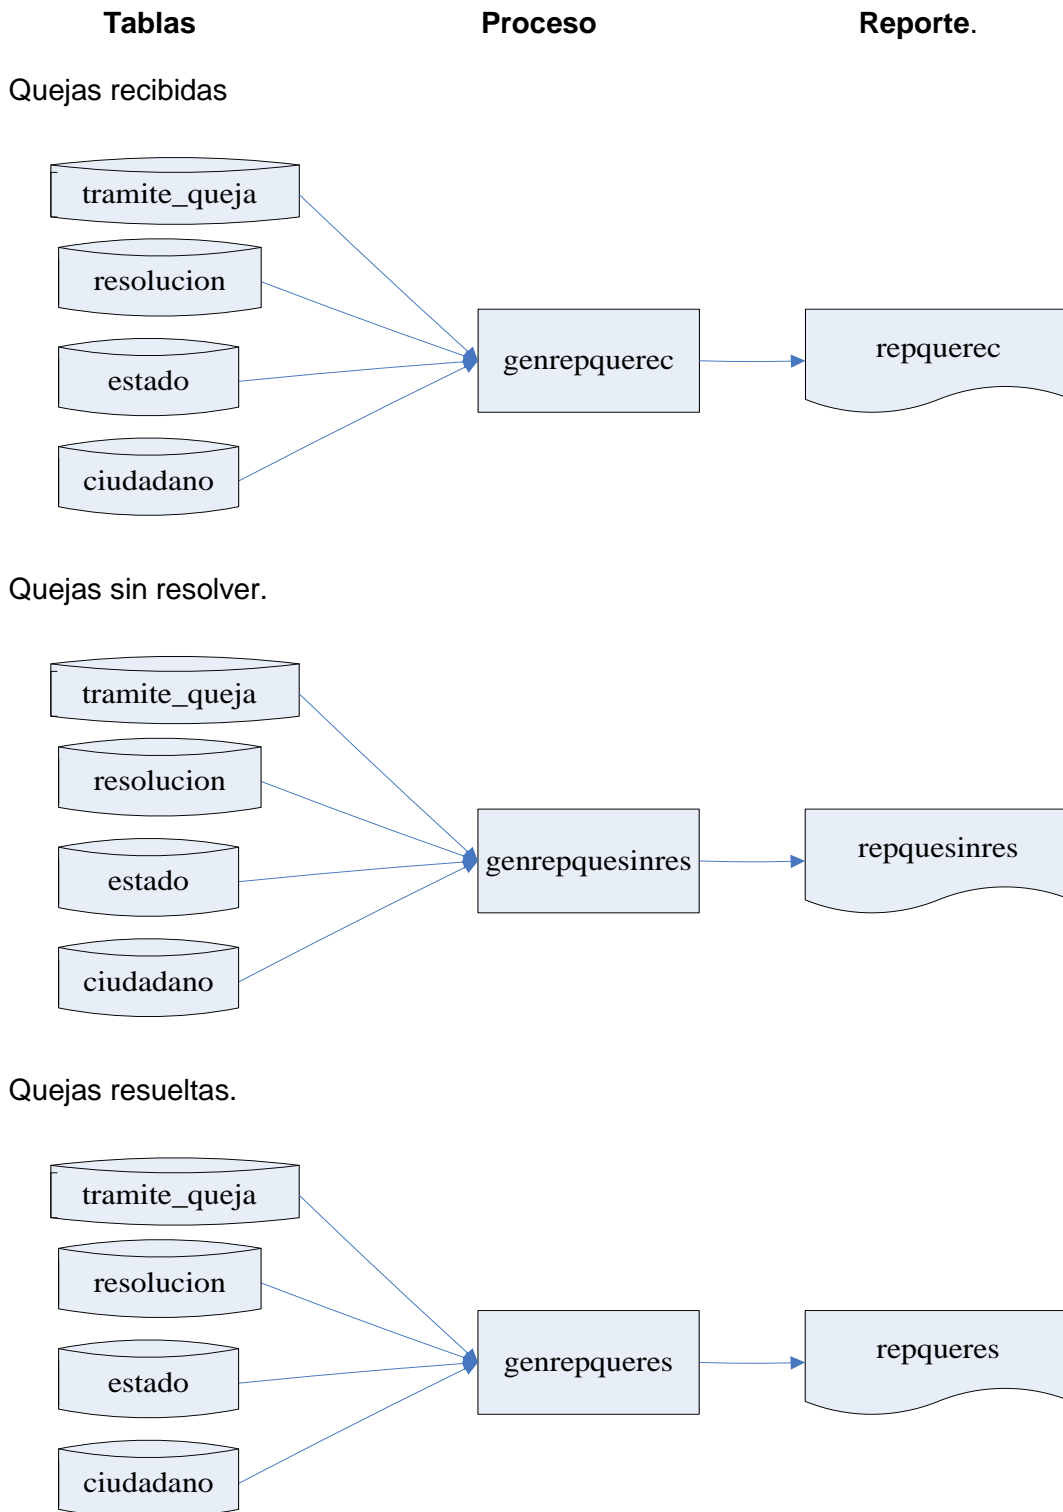 Tablas Proceso Reporte.
Quejas recibidas
tramite_queja
resolucion
estado
ciudadano
genrepquerec
repquerec
Quejas sin resolver.
tramite_queja
resolucion
estado
ciudadano
genrepquesinres
repquesinres
Quejas resueltas.
tramite_queja
resolucion
estado
ciudadano
genrepqueres
repqueres